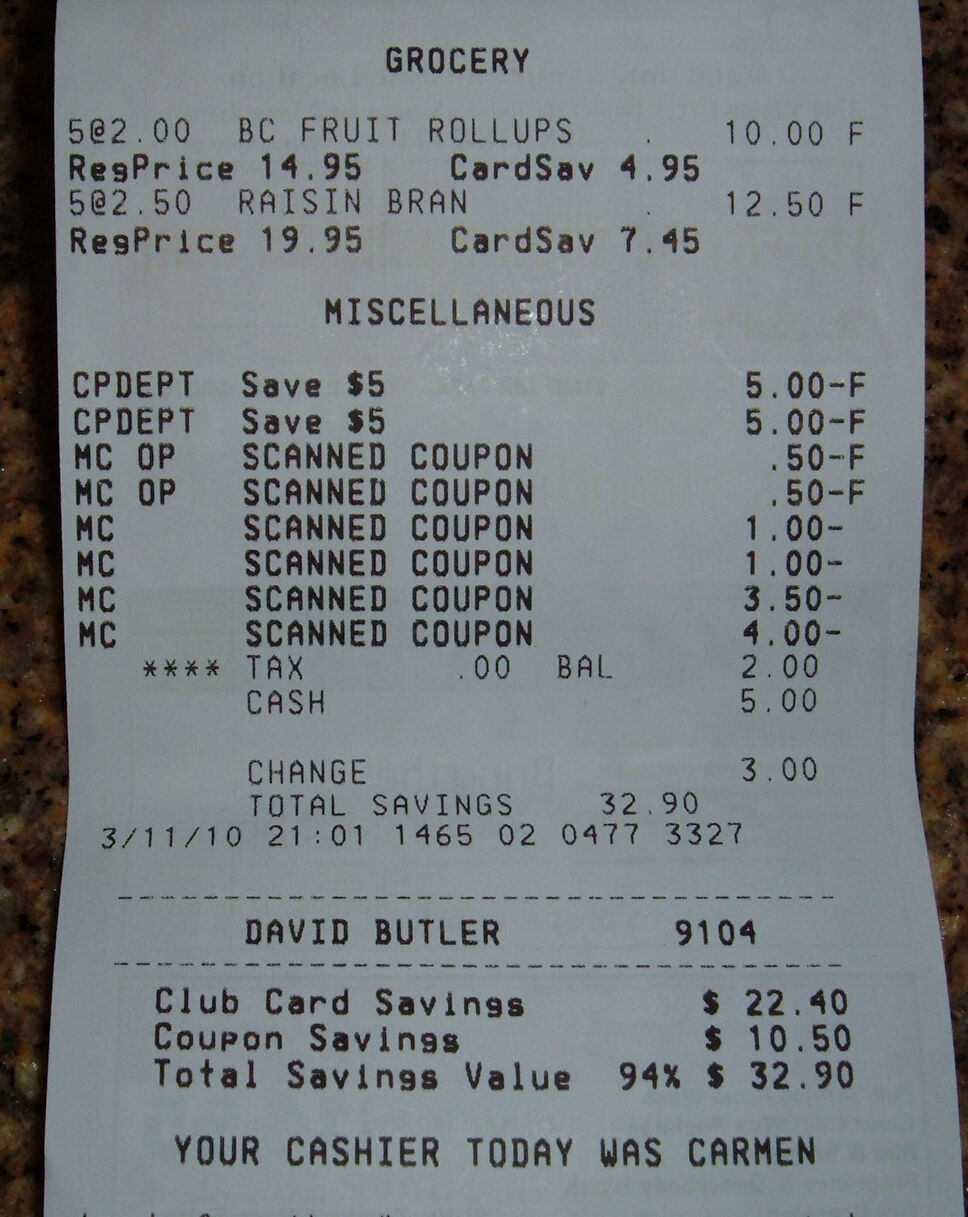 GROCERY
5@2.00 BC FRUIT ROLLUPS . 10.00 F
RegPrice 14.95 CardSav 4.95
5@2.50 RAISIN BRAN . 12.50 F
RegPrice 19.95 CardSav 7.45
MISCELLANEOUS
CPDEPT Save $5 5.00-F
CPDEPT Save $5 5.00-F
MC OP SCANNED COUPON .50-F
MC OP SCANNED COUPON .50-F
MC SCANNED COUPON 1.00-
MC SCANNED COUPON 1.00-
MC SCANNED COUPON 3.50-
MC SCANNED COUPON 4.00-
**** TAX .00 BAL 2.00
CASH 5.00
CHANGE 3.00
TOTAL SAVINGS 32.90
3/11/10 21:01 1465 02 0477 3327
DAVID BUTLER 9104
Club Card Savings $ 22.40
Coupon Savings $ 10.50
Total Savings Value 94% $ 32.90
YOUR CASHIER TODAY WAS CARMEN